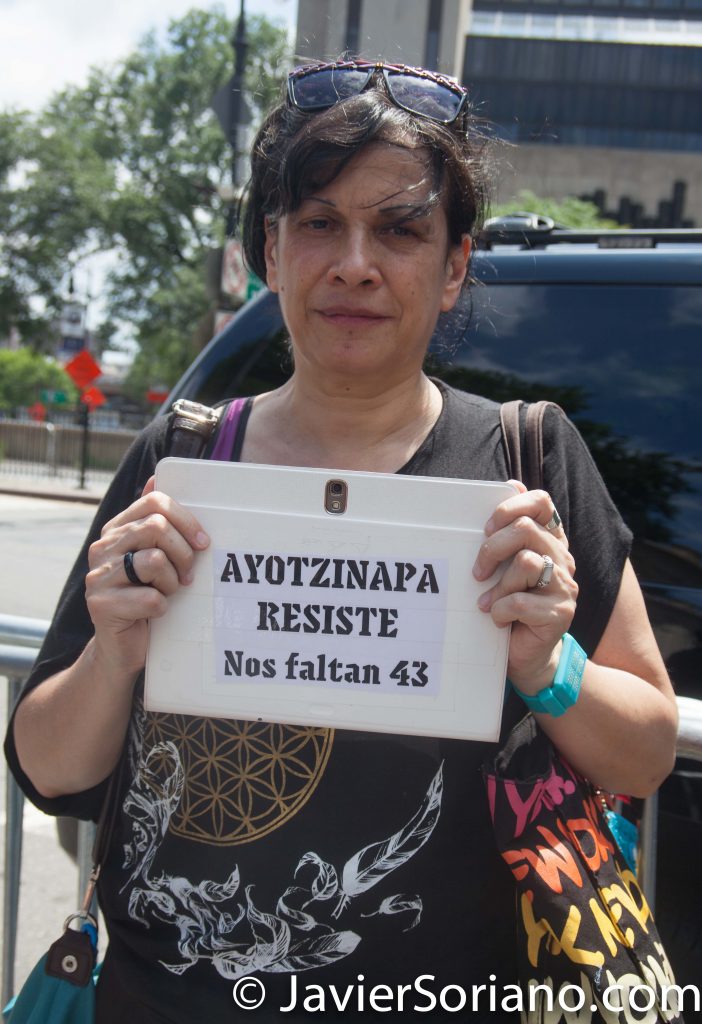 AYOTZINAPA
RESISTE
Nos faltan 43
© JavierSoriano.com